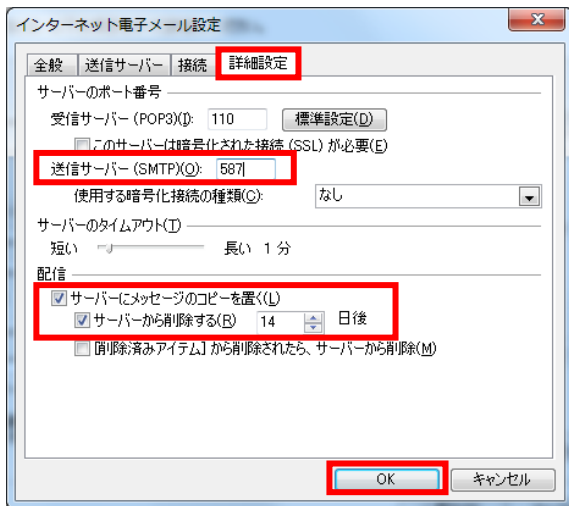 インターネット電子メール設定
全般 送信サーバー 接続 詳細設定
サーバーのポート番号
受信サーバー (POP3)(I): 110 標準設定(D)
このサーバーは暗号化された接続 (SSL) が必要(E)
送信サーバー (SMTP)(O): 587
使用する暗号化接続の種類(C): なし
サーバーのタイムアウト(T)
短い 長い 1 分
配信
サーバーにメッセージのコピーを置く(L)
サーバーから削除する(R) 14 日後
[削除済みアイテム] から削除されたら、サーバーから削除(M)
OK キャンセル